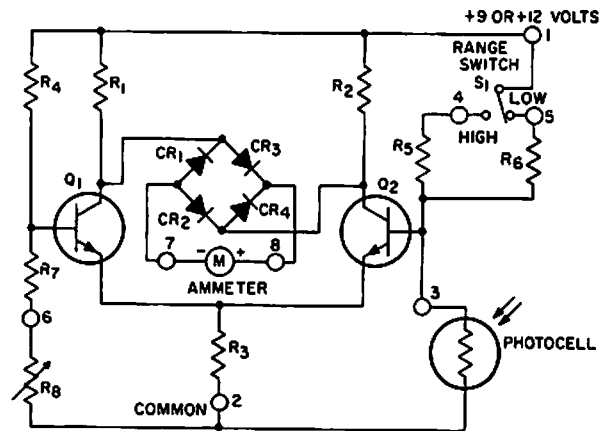 +9 OR +12 VOLTS
1
RANGE
SWITCH
S1
R4
R1
R2
4
LOW
5
HIGH
R5
R6
CR1
CR3
Q1
Q2
CR2
CR4
7
- M +
8
AMMETER
R7
6
3
R3
PHOTOCELL
R8
COMMON
2